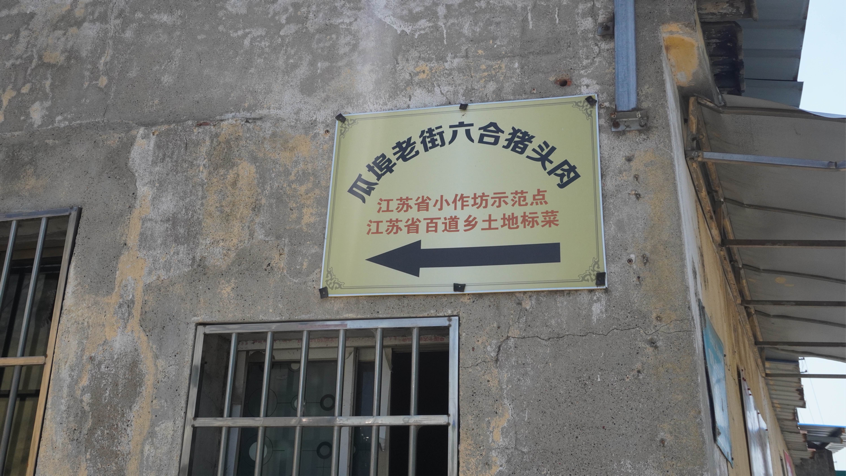 瓜埠老街六合猪头肉
江苏省小作坊示范点
江苏省百道乡土地标菜